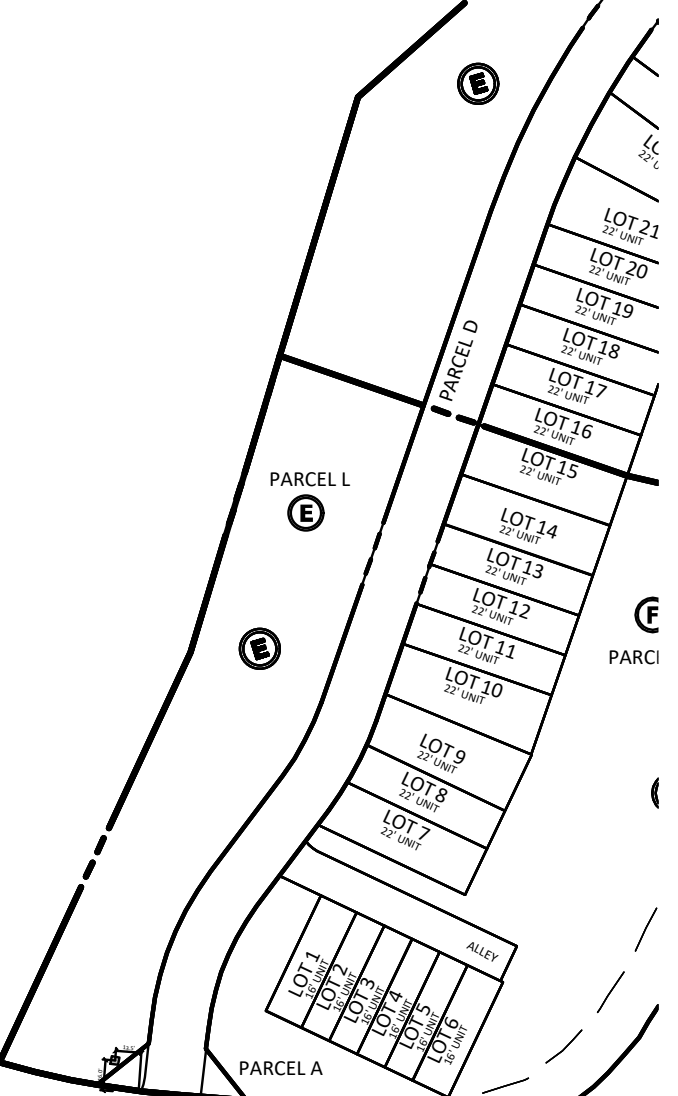 E
LOT 21
22' UNIT
LOT 20
22' UNIT
LOT 19
22' UNIT
LOT 18
22' UNIT
LOT 17
22' UNIT
LOT 16
22' UNIT
PARCEL D
LOT 15
22' UNIT
PARCEL L
E
LOT 14
22' UNIT
LOT 13
22' UNIT
LOT 12
22' UNIT
F
LOT 11
22' UNIT
E
LOT 10
22' UNIT
LOT 9
22' UNIT
LOT 8
22' UNIT
LOT 7
22' UNIT
ALLEY
LOT 1
16' UNIT
LOT 2
16' UNIT
LOT 3
16' UNIT
LOT 4
16' UNIT
LOT 5
16' UNIT
LOT 6
16' UNIT
PARCEL A